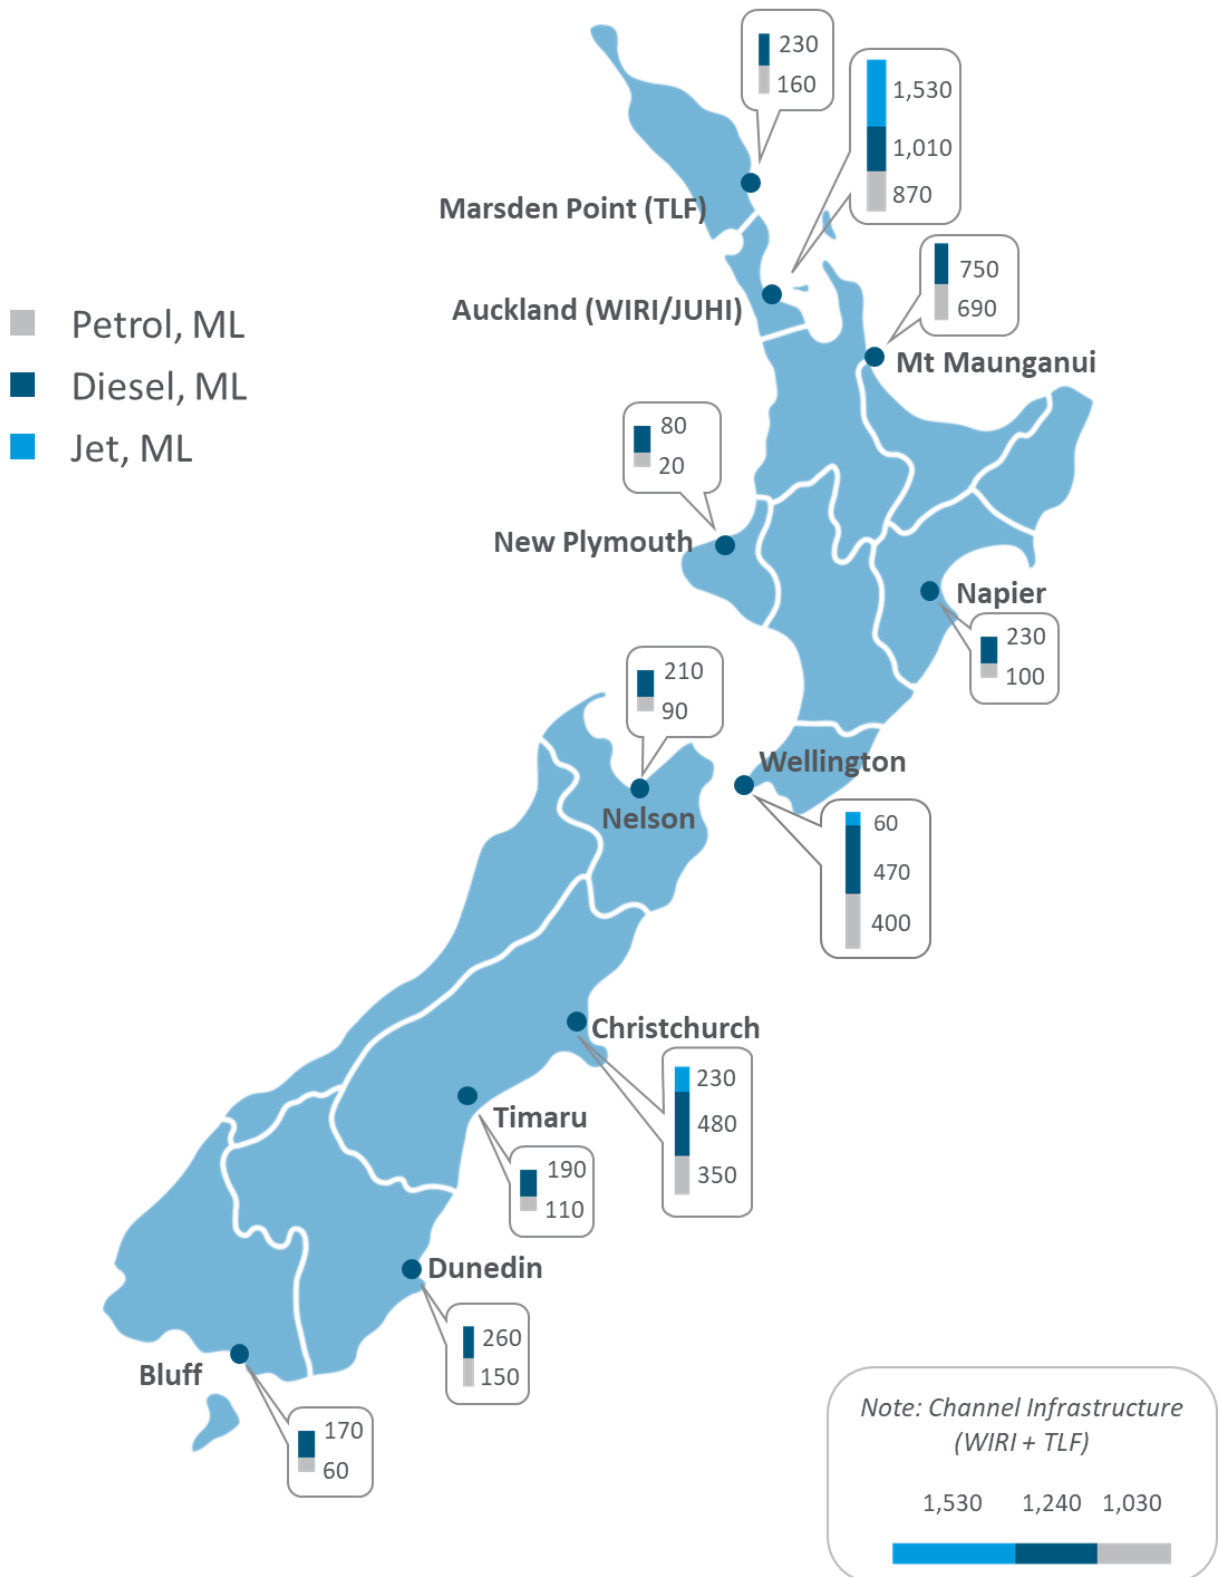 230
160
1,530
1,010
870
Marsden Point (TLF)
750
690
Auckland (WIRI/JUHI)
Petrol, ML
Diesel, ML
Jet, ML
Mt Maunganui
80
20
New Plymouth
Napier
230
100
210
90
Wellington
Nelson
60
470
400
Christchurch
230
480
350
Timaru
190
110
Dunedin
260
150
Bluff
170
60
Note: Channel Infrastructure
(WIRI + TLF)
1,530 1,240 1,030